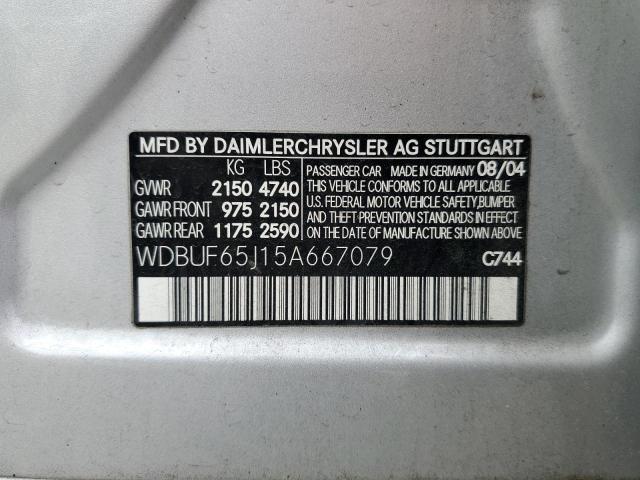 MFD BY DAIMLERCHRYSLER AG STUTTGART
KG LBS
GVWR 2150 4740
GAWR FRONT 975 2150
GAWR REAR 1175 2590
PASSENGER CAR MADE IN GERMANY 08/04
THIS VEHICLE CONFORMS TO ALL APPLICABLE
U.S. FEDERAL MOTOR VEHICLE SAFETY,BUMPER
AND THEFT PREVENTION STANDARDS IN EFFECT
ON THE DATE OF MANUFACTURE SHOWN ABOVE.
WDBUF65J15A667079 C744